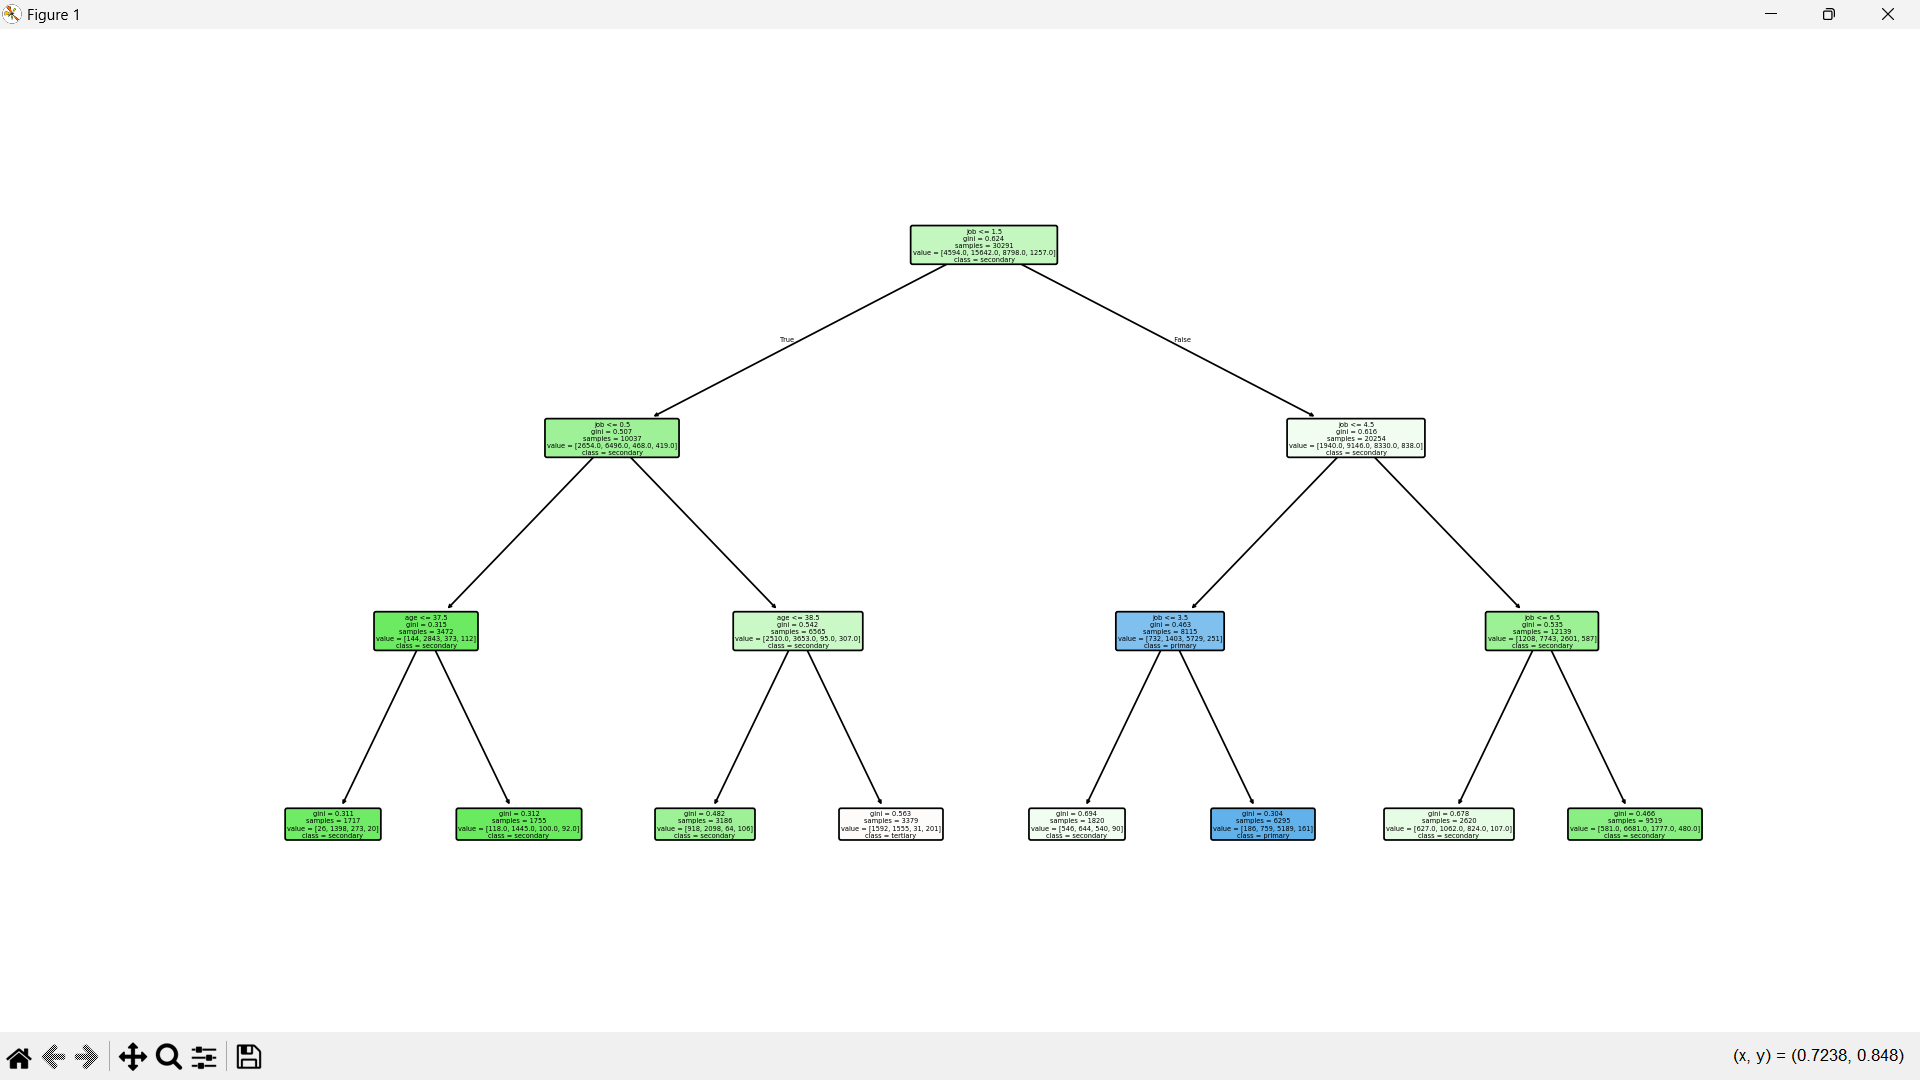 Figure 1
job <= 1.5
gini = 0.624
samples = 30291
value = [4594.0, 15642.0, 8798.0, 1257.0]
class = secondary
True
False
job <= 0.5
gini = 0.507
samples = 10037
value = [2654.0, 6496.0, 468.0, 419.0]
class = secondary
job <= 4.5
gini = 0.616
samples = 20254
value = [1940.0, 9146.0, 8330.0, 838.0]
class = secondary
age <= 37.5
gini = 0.315
samples = 3472
value = [144, 2843, 373, 112]
class = secondary
age <= 38.5
gini = 0.542
samples = 6565
value = [2510.0, 3653.0, 95.0, 307.0]
class = secondary
job <= 3.5
gini = 0.463
samples = 8115
value = [732, 1403, 5729, 251]
class = primary
job <= 6.5
gini = 0.535
samples = 12139
value = [1208, 7743, 2601, 587]
class = secondary
gini = 0.311
samples = 1717
value = [26, 1398, 273, 20]
class = secondary
gini = 0.312
samples = 1755
value = [118.0, 1445.0, 100.0, 92.0]
class = secondary
gini = 0.482
samples = 3186
value = [918, 2098, 64, 106]
class = secondary
gini = 0.563
samples = 3379
value = [1592, 1555, 31, 201]
class = tertiary
gini = 0.694
samples = 1820
value = [546, 644, 540, 90]
class = secondary
gini = 0.304
samples = 6295
value = [186, 759, 5189, 161]
class = primary
gini = 0.678
samples = 2620
value = [627.0, 1062.0, 824.0, 107.0]
class = secondary
gini = 0.466
samples = 9519
value = [581.0, 6681.0, 1777.0, 480.0]
class = secondary
(x, y) = (0.7238, 0.848)